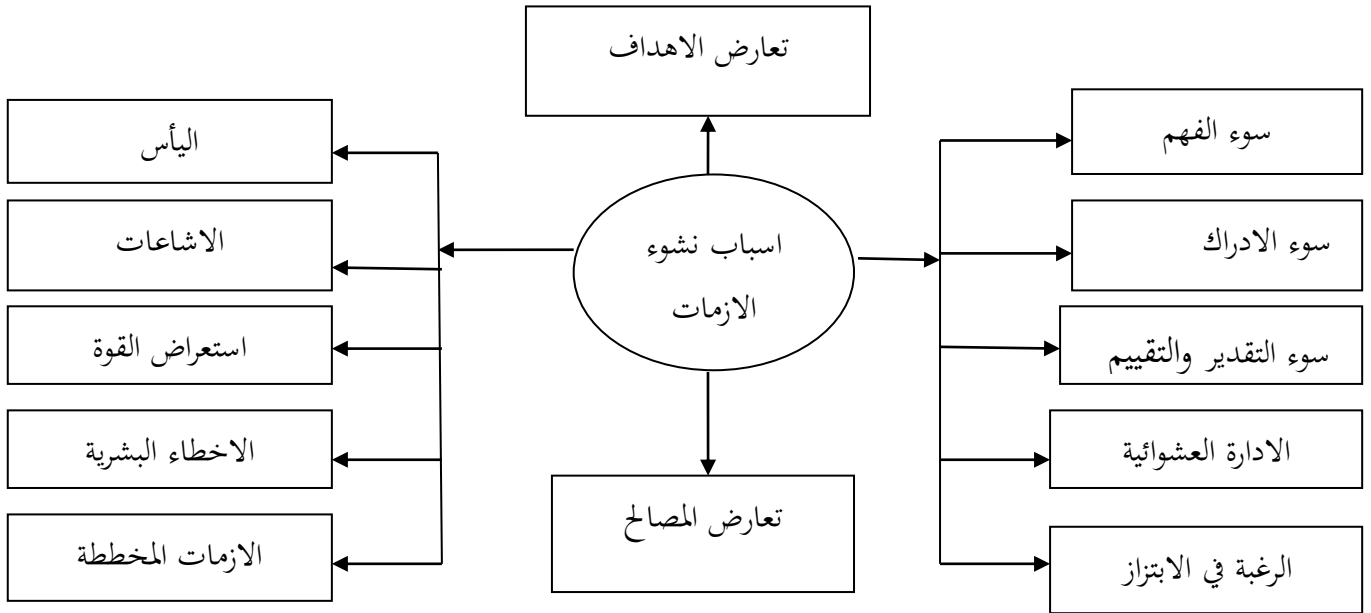 تعارض الاهداف
سوء الفهم
سوء الادراك
سوء التقدير والتقييم
الادارة العشوائية
الرغبة في الابتزاز
اسباب نشوء
الازمات
تعارض المصالح
اليأس
الاشاعات
استعراض القوة
الاخطاء البشرية
الازمات المخططة